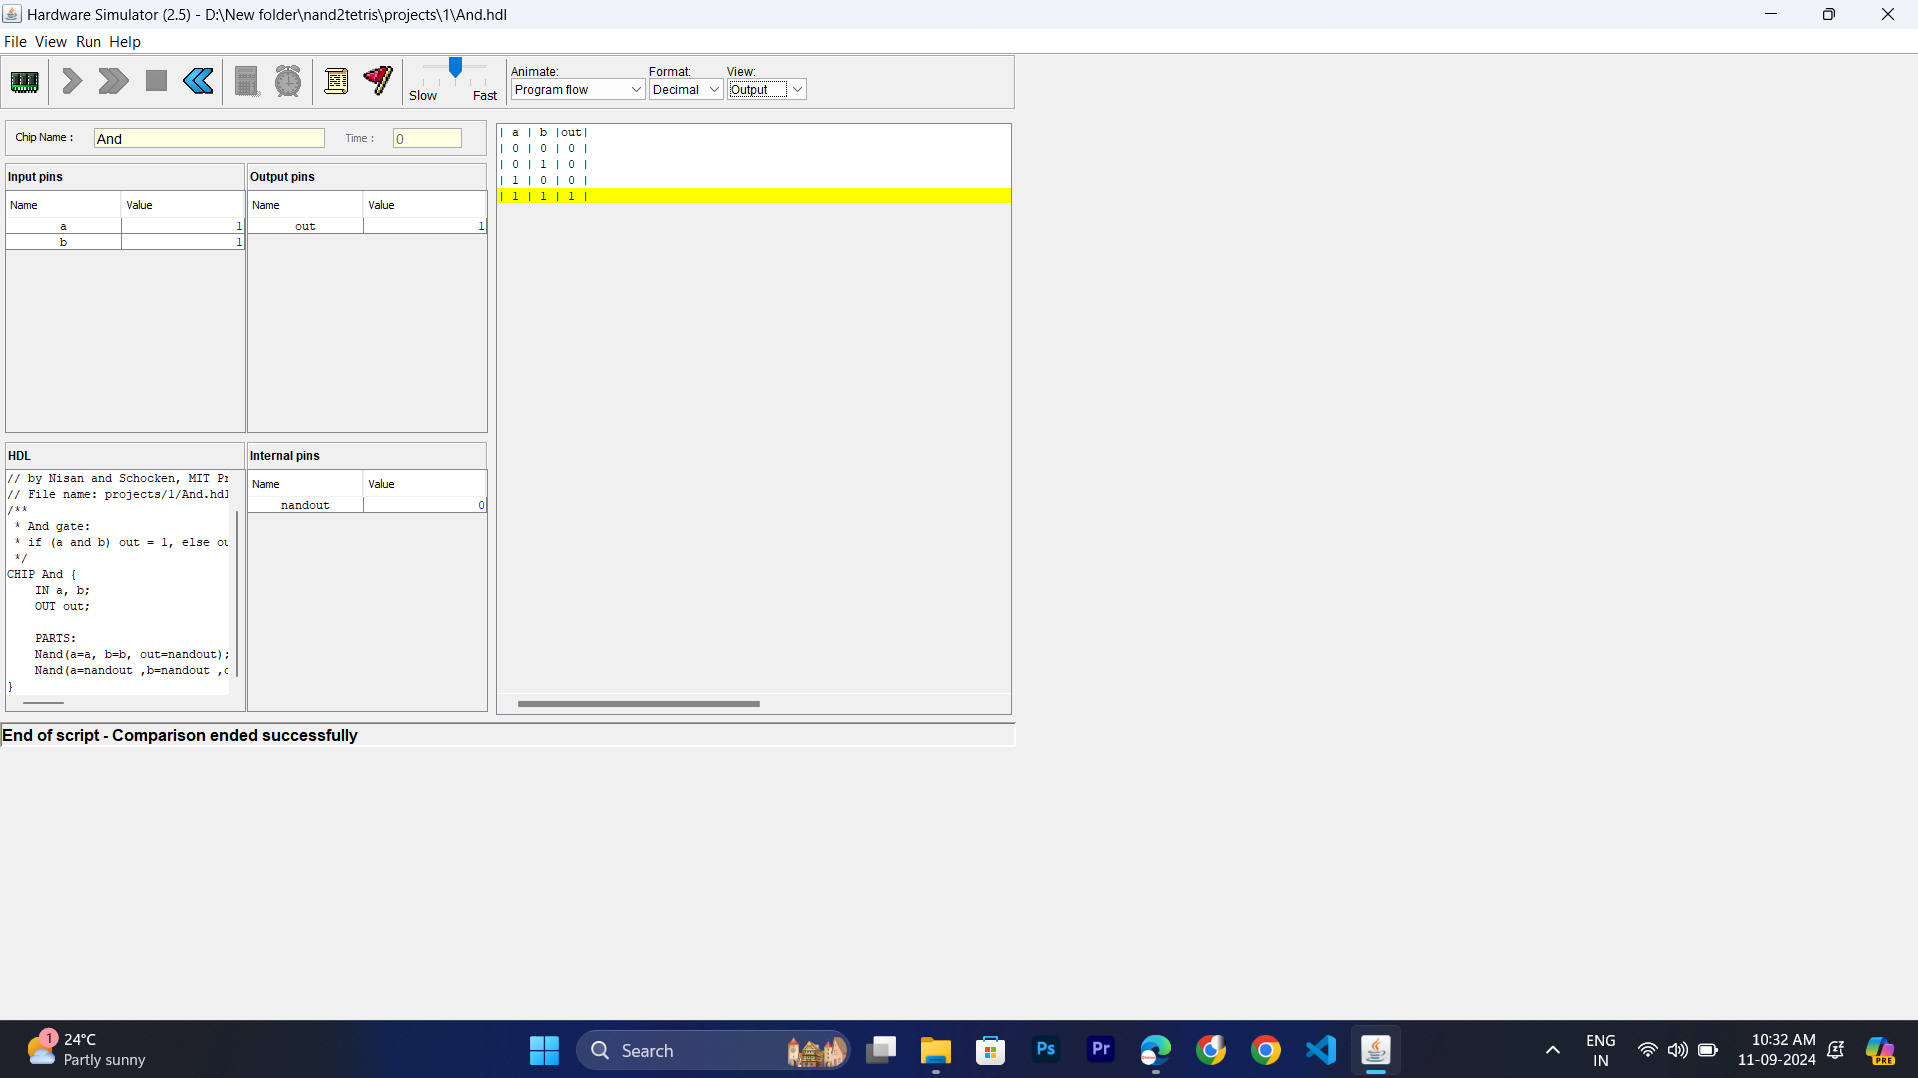 Hardware Simulator (2.5) - D:\New folder\nand2tetris\projects\1\And.hdl
File View Run Help
Animate: Format: View:
Program flow Decimal Output
Slow Fast
Chip Name : And Time : 0
Input pins Output pins
Name Value Name Value
a 1 out 1
b 1
| a | b |out|
| 0 | 0 | 0 |
| 0 | 1 | 0 |
| 1 | 0 | 0 |
| 1 | 1 | 1 |
HDL
// by Nisan and Schocken, MIT Pr
// File name: projects/1/And.hdl
/**
* And gate:
* if (a and b) out = 1, else ou
*/
CHIP And {
IN a, b;
OUT out;
PARTS:
Nand(a=a, b=b, out=nandout);
Nand(a=nandout ,b=nandout ,o
}
Internal pins
Name Value
nandout 0
End of script - Comparison ended successfully
1
24°C
Partly sunny
Search
Ps
Pr
ENG
IN
10:32 AM
11-09-2024
PRE